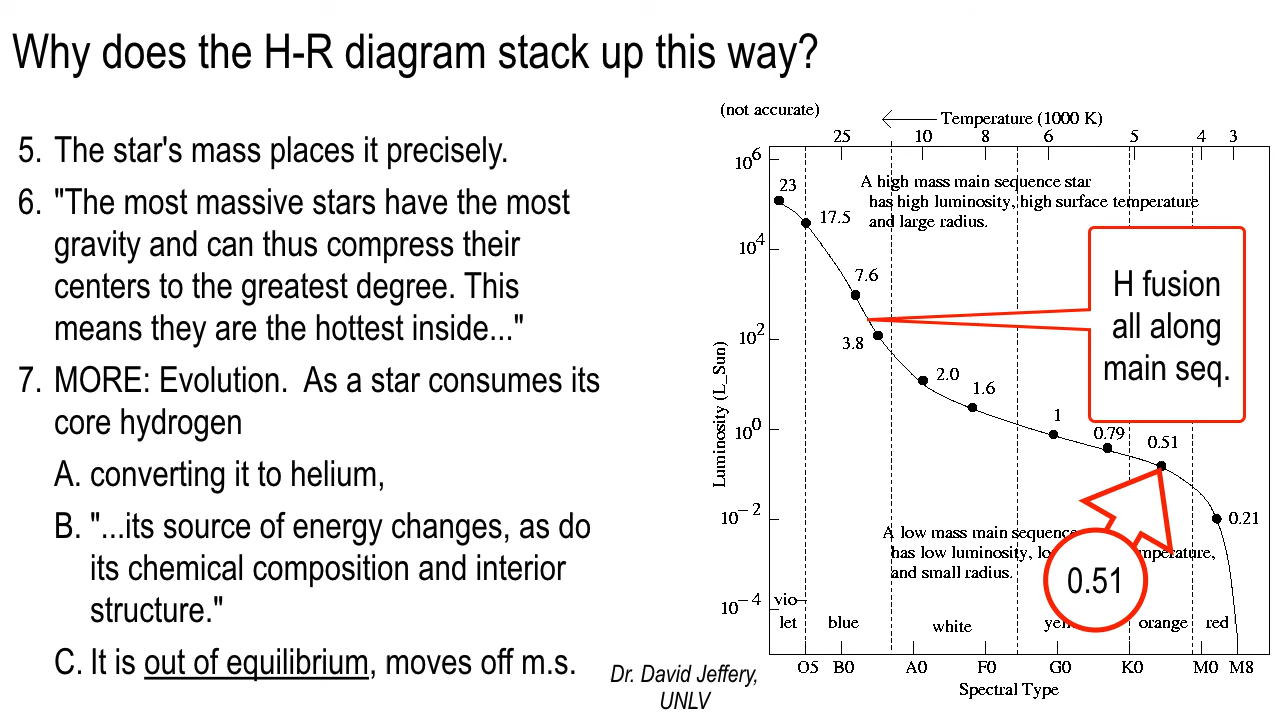 Why does the H-R diagram stack up this way?
5. The star's mass places it precisely.
6. "The most massive stars have the most
gravity and can thus compress their
centers to the greatest degree. This
means they are the hottest inside..."
7. MORE: Evolution. As a star consumes its
core hydrogen
A. converting it to helium,
B. "...its source of energy changes, as do
its chemical composition and interior
structure."
C. It is out of equilibrium, moves off m.s.
Dr. David Jeffery,
UNLV
(not accurate)
Temperature (1000 K)
25 10 8 6 5 4 3
10^6
10^4
10^2
10^0
10^-2
10^-4
Luminosity (L_Sun)
A high mass main sequence star
has high luminosity, high surface temperature
and large radius.
23
17.5
7.6
3.8
2.0
1.6
1
0.79
0.51
0.21
H fusion
all along
main seq.
A low mass main sequence
has low luminosity,
and small radius.
0.51
vio-
let
blue
white
orange
red
O5 B0 A0 F0 G0 K0 M0 M8
Spectral Type